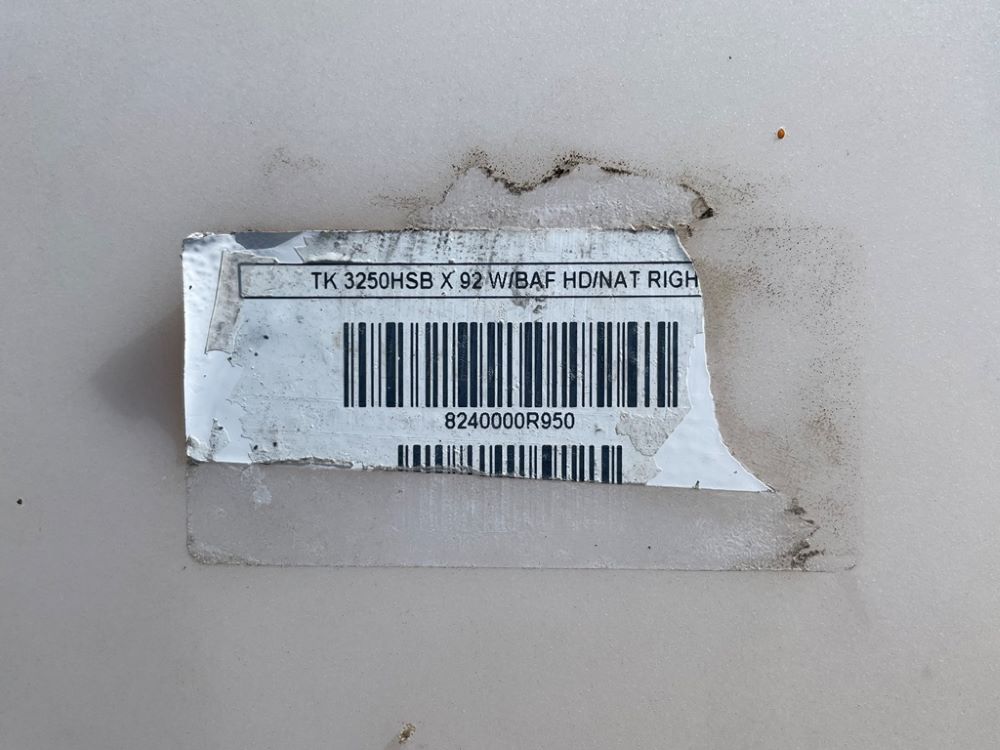 TK 3250HSB X 92 W/BAF HD/NAT RIGH
8240000R950